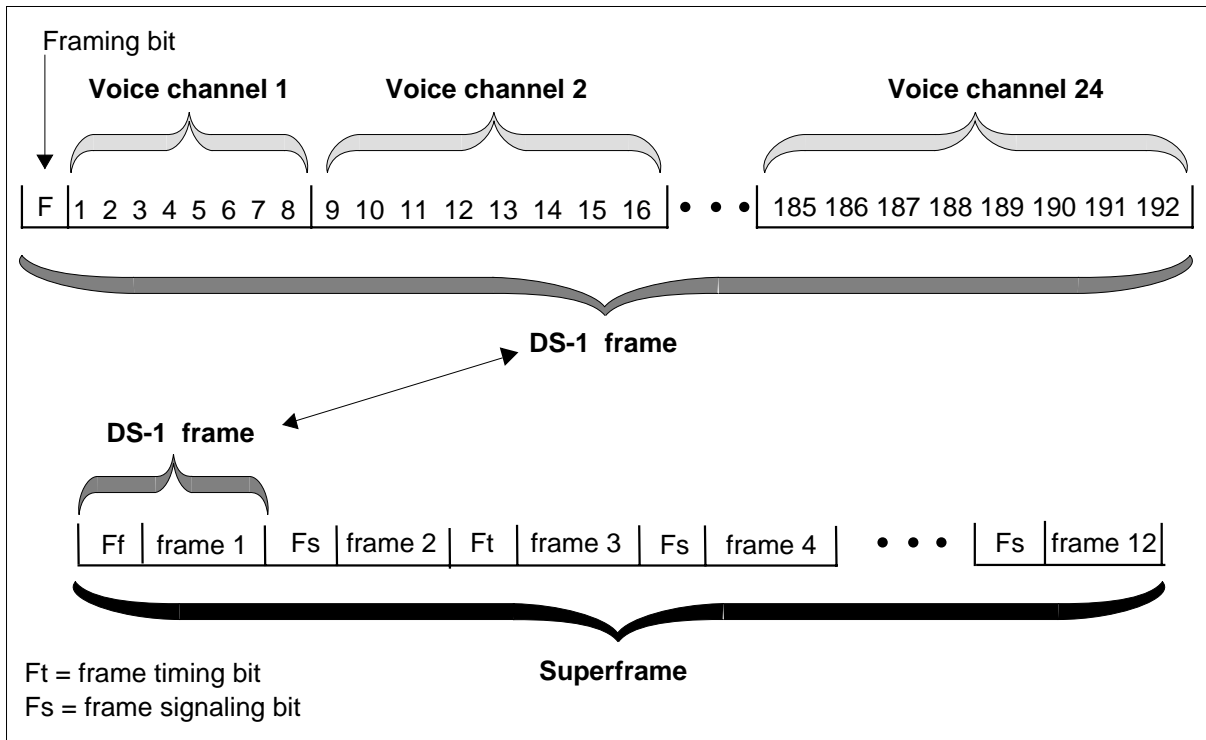 Framing bit
Voice channel 1 Voice channel 2 Voice channel 24
F 1 2 3 4 5 6 7 8 9 10 11 12 13 14 15 16 • • • 185 186 187 188 189 190 191 192
DS-1 frame
DS-1 frame
Ff frame 1 Fs frame 2 Ft frame 3 Fs frame 4 • • • Fs frame 12
Superframe
Ft = frame timing bit
Fs = frame signaling bit